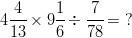 4 4/13 × 9 1/6 ÷ 7/78 = ?